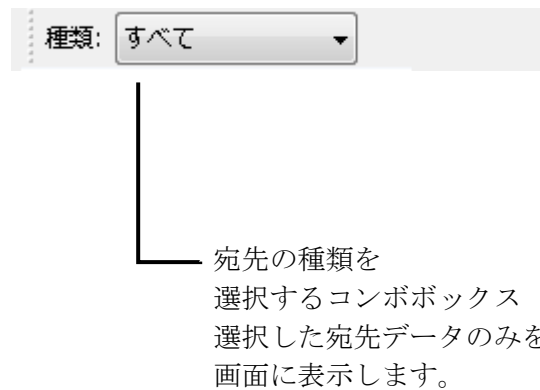 種類: すべて
宛先の種類を
選択するコンボボックス
選択した宛先データのみを
画面に表示します。